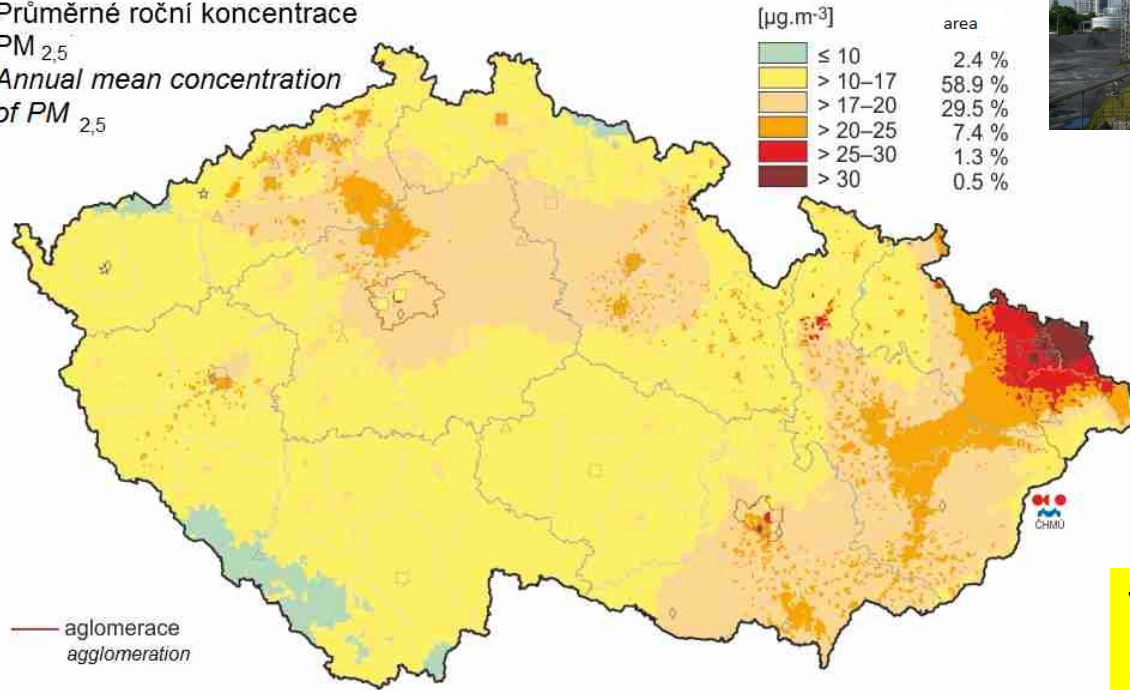 Průměrné roční koncentrace
PM 2,5
Annual mean concentration
of PM 2,5
[µg.m-3] area
≤ 10 2.4 %
> 10–17 58.9 %
> 17–20 29.5 %
> 20–25 7.4 %
> 25–30 1.3 %
> 30 0.5 %
ČHMÚ
aglomerace
agglomeration